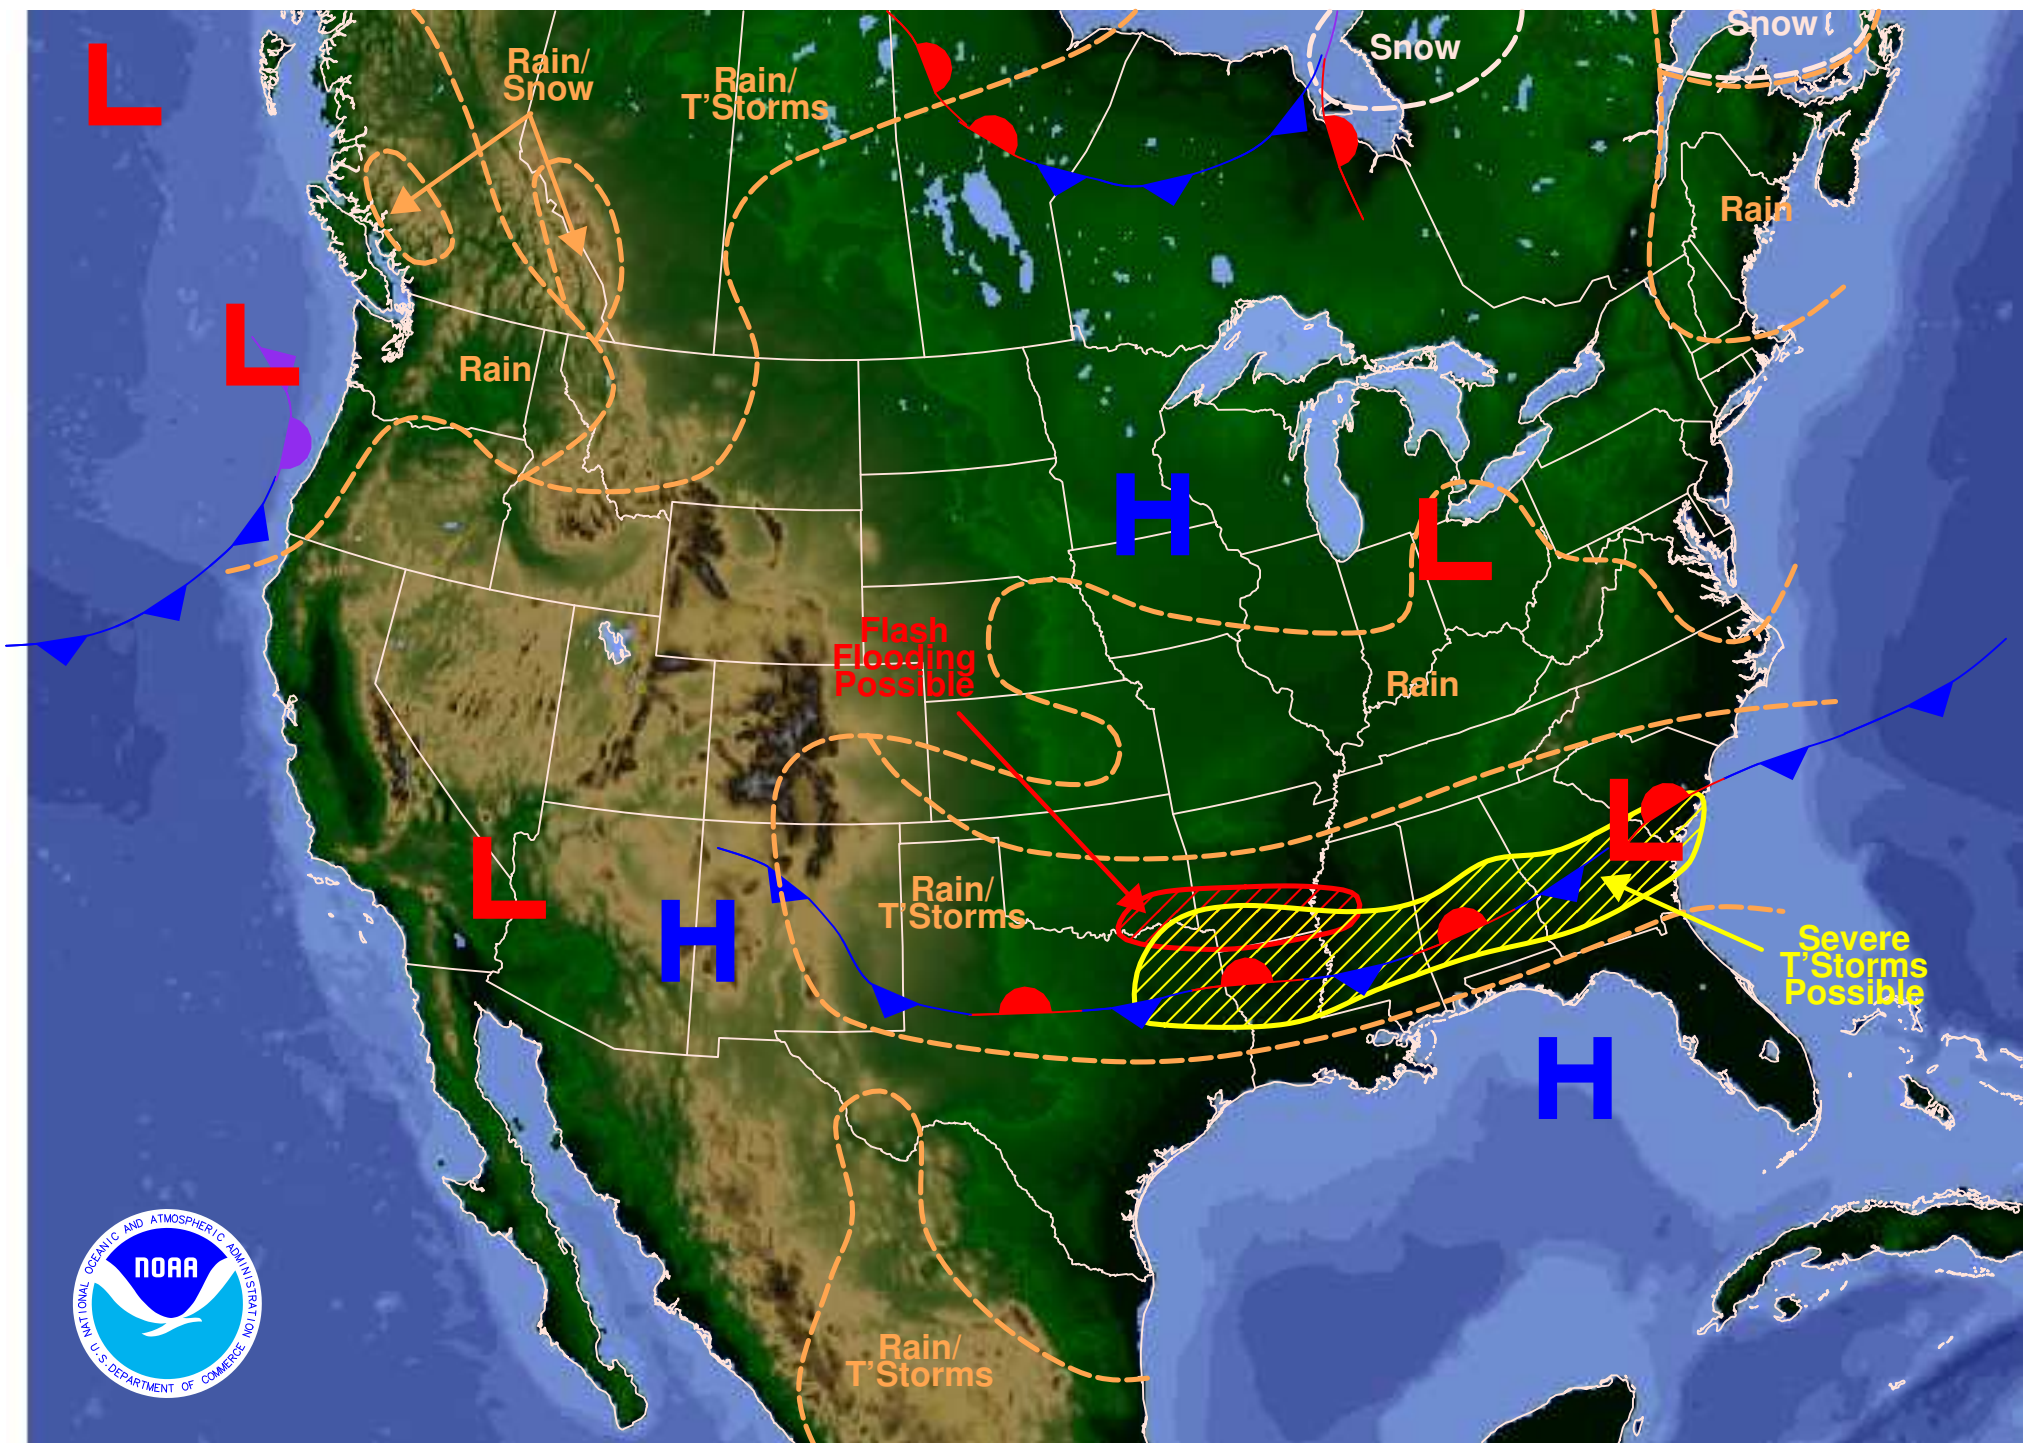 L
Rain/
Snow
Rain/
T'Storms
Snow
Snow
Rain
L
Rain
H
L
Flash
Flooding
Possible
Rain
L
L
H
Rain/
T'Storms
Severe
T'Storms
Possible
H
Rain/
T'Storms
NATIONAL OCEANIC AND ATMOSPHERIC ADMINISTRATION
NOAA
U.S. DEPARTMENT OF COMMERCE